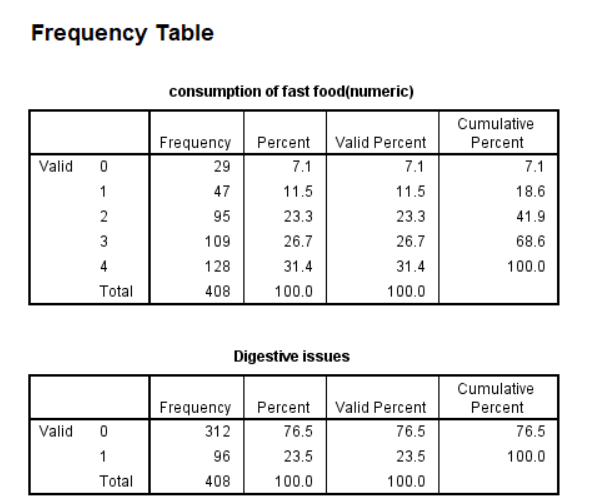 Frequency Table
consumption of fast food(numeric)
Frequency Percent Valid Percent Cumulative Percent
Valid 0 29 7.1 7.1 7.1
1 47 11.5 11.5 18.6
2 95 23.3 23.3 41.9
3 109 26.7 26.7 68.6
4 128 31.4 31.4 100.0
Total 408 100.0 100.0
Digestive issues
Frequency Percent Valid Percent Cumulative Percent
Valid 0 312 76.5 76.5 76.5
1 96 23.5 23.5 100.0
Total 408 100.0 100.0